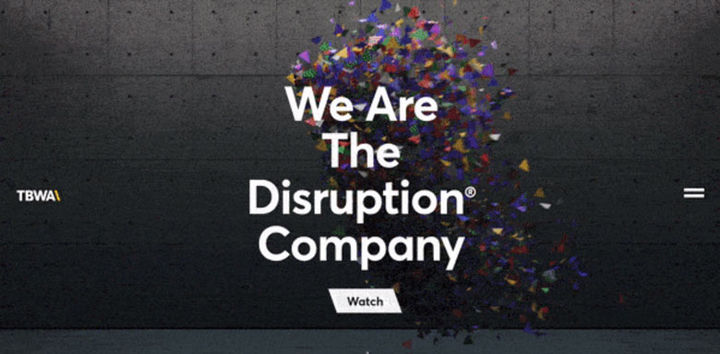 We Are
The
Disruption®
Company
TBWA\
Watch